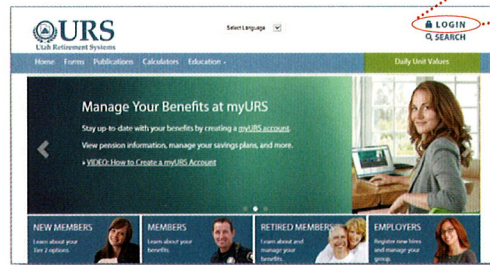 URS
Utah Retirement Systems
Select Language
LOGIN
SEARCH
Home Forms Publications Calculators Education
Daily Unit Values
Manage Your Benefits at myURS
Stay up-to-date with your benefits by creating a myURS account.
View pension information, manage your savings plans, and more.
VIDEO: How to Create a myURS Account
NEW MEMBERS
Learn about your
Tier 2 options.
MEMBERS
Learn about your
benefits.
RETIRED MEMBERS
Learn about and
manage your
benefits.
EMPLOYERS
Register new hires
and manage your
group.